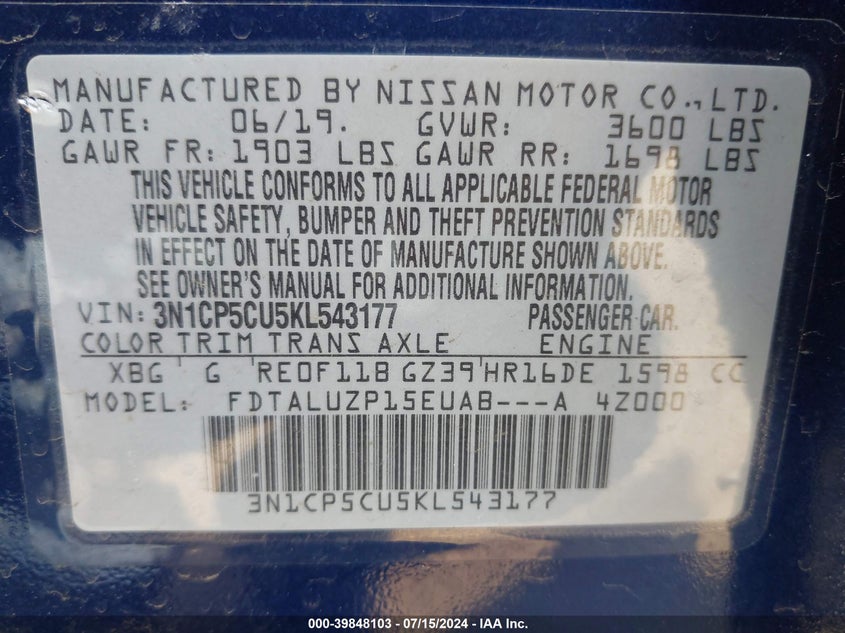 MANUFACTURED BY NISSAN MOTOR CO., LTD.
DATE: 06/19. GVWR: 3600 LBS
GAWR FR: 1903 LBS GAWR RR: 1698 LBS
THIS VEHICLE CONFORMS TO ALL APPLICABLE FEDERAL MOTOR
VEHICLE SAFETY, BUMPER AND THEFT PREVENTION STANDARDS
IN EFFECT ON THE DATE OF MANUFACTURE SHOWN ABOVE.
SEE OWNER'S MANUAL FOR ADDITIONAL INFORMATION.
VIN: 3N1CP5CU5KL543177 PASSENGER CAR.
COLOR TRIM TRANS AXLE ENGINE
XBG G RE0F11B GZ39 HR16DE 1598 CC
MODEL: FDTALUZP15EUAB---A 4Z000
3N1CP5CU5KL543177
000-39848103 - 07/15/2024 - IAA Inc.